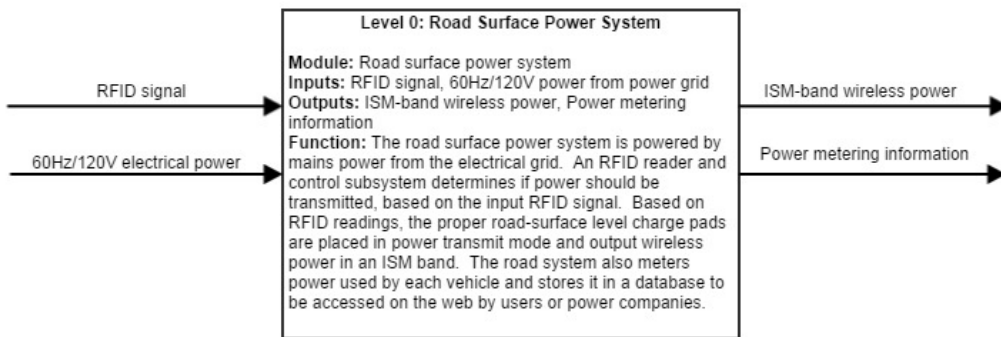 Level 0: Road Surface Power System
Module: Road surface power system
Inputs: RFID signal, 60Hz/120V power from power grid
Outputs: ISM-band wireless power, Power metering
information
Function: The road surface power system is powered by
mains power from the electrical grid. An RFID reader and
control subsystem determines if power should be
transmitted, based on the input RFID signal. Based on
RFID readings, the proper road-surface level charge pads
are placed in power transmit mode and output wireless
power in an ISM band. The road system also meters
power used by each vehicle and stores it in a database to
be accessed on the web by users or power companies.
RFID signal
60Hz/120V electrical power
ISM-band wireless power
Power metering information